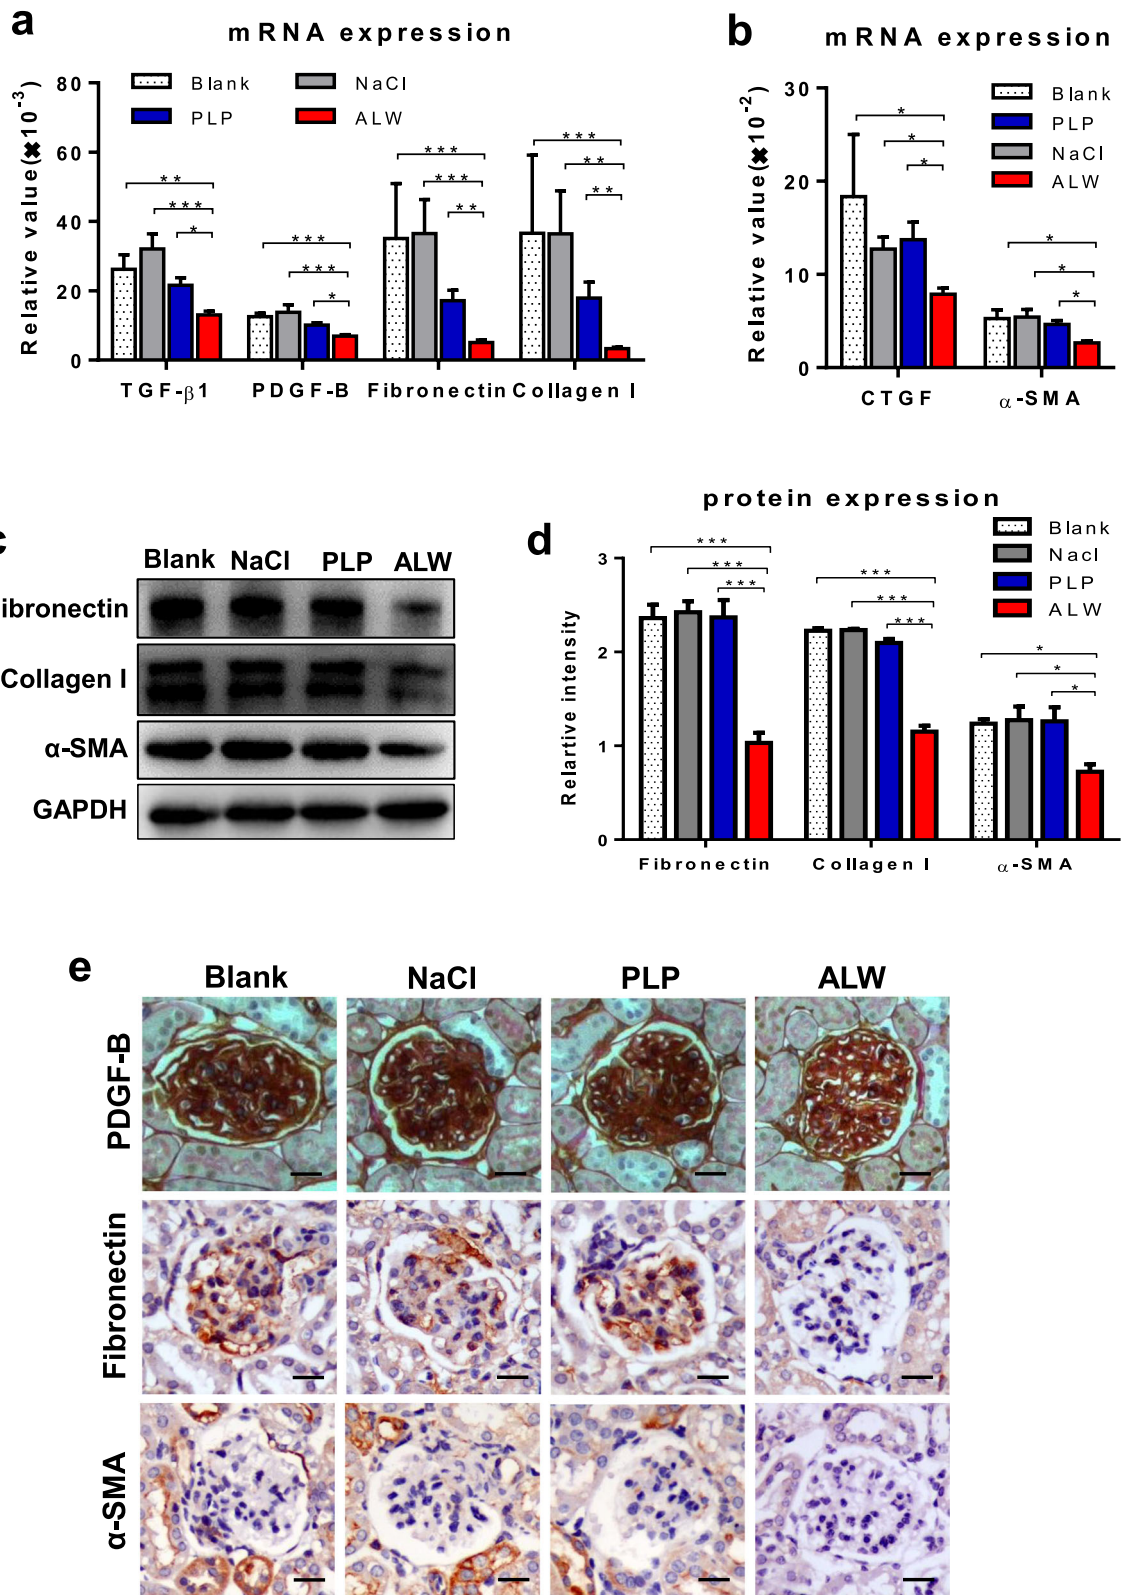 a
mRNA expression
Relative value(✖10⁻³)
80
60
40
20
0
Blank
NaCl
PLP
ALW
** *** *
*** *** *
*** *** **
*** ** **
TGF-β1 PDGF-B Fibronectin Collagen I
b
mRNA expression
Relative value(✖10⁻²)
30
20
10
0
Blank
PLP
NaCl
ALW
* * *
* * *
CTGF α-SMA
c
Blank NaCl PLP ALW
ibronectin
Collagen I
α-SMA
GAPDH
d
protein expression
Relartive intensity
3
2
1
0
Blank
Nacl
PLP
ALW
*** *** ***
*** *** ***
* * *
Fibronectin Collagen I α-SMA
e
Blank NaCl PLP ALW
PDGF-B
Fibronectin
α-SMA